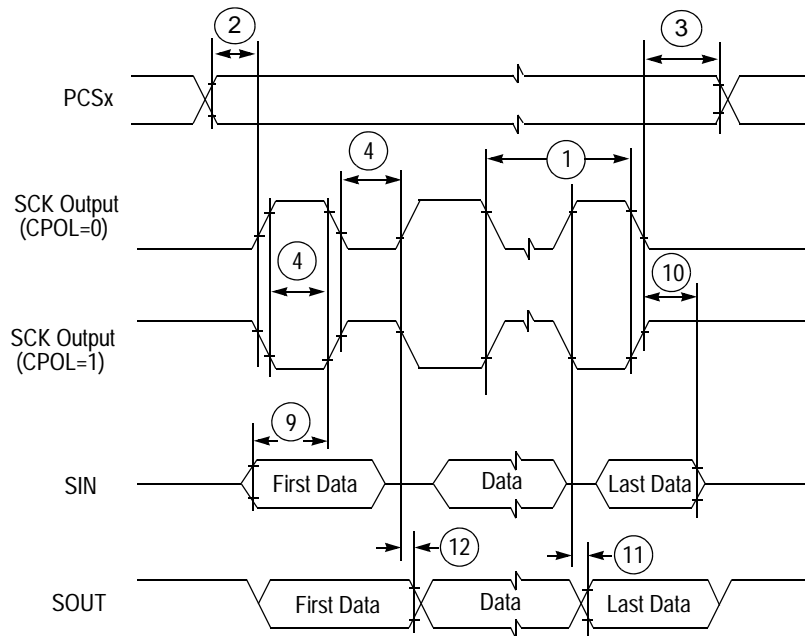 2
3
PCSx
4
1
SCK Output
(CPOL=0)
4
10
SCK Output
(CPOL=1)
9
SIN
First Data
Data
Last Data
12
11
SOUT
First Data
Data
Last Data